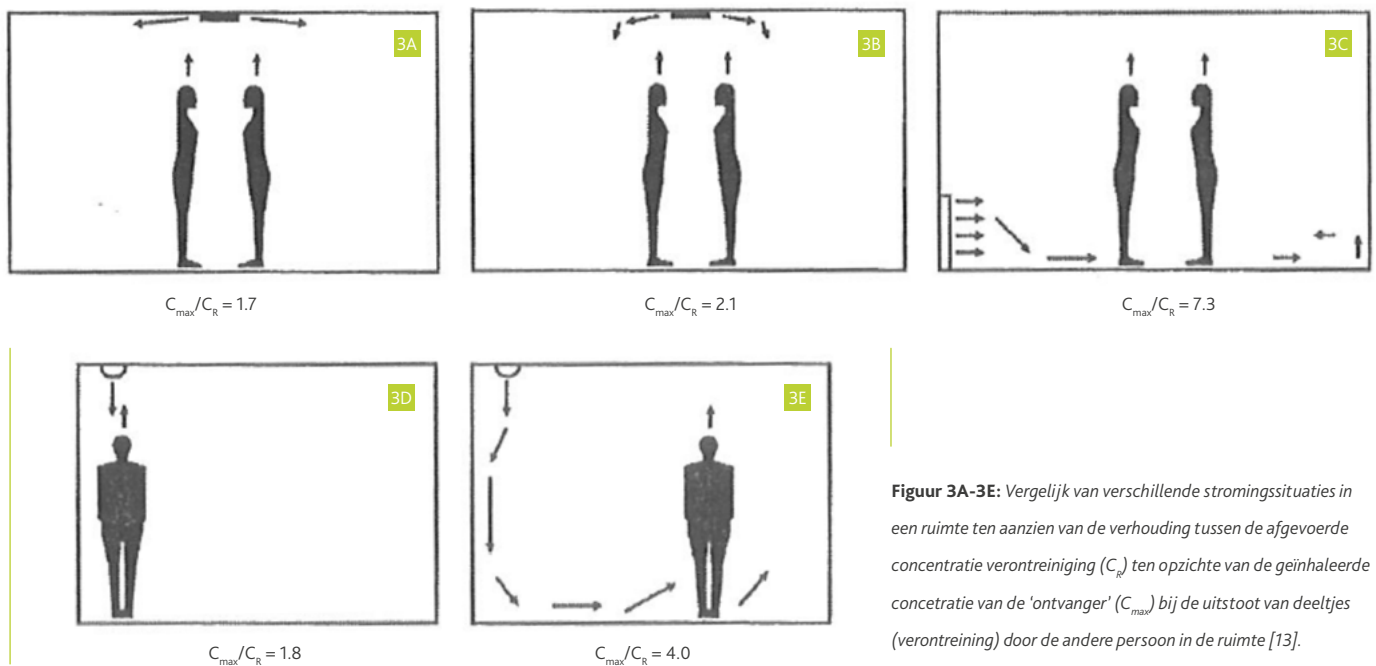 3A
3B
3C
Cmax/CR = 1.7
Cmax/CR = 2.1
Cmax/CR = 7.3
3D
3E
Cmax/CR = 1.8
Cmax/CR = 4.0
Figuur 3A-3E: Vergelijk van verschillende stromingssituaties in
een ruimte ten aanzien van de verhouding tussen de afgevoerde
concentratie verontreiniging (CR) ten opzichte van de geïnhaleerde
concetratie van de 'ontvanger' (Cmax) bij de uitstoot van deeltjes
(verontreining) door de andere persoon in de ruimte [13].